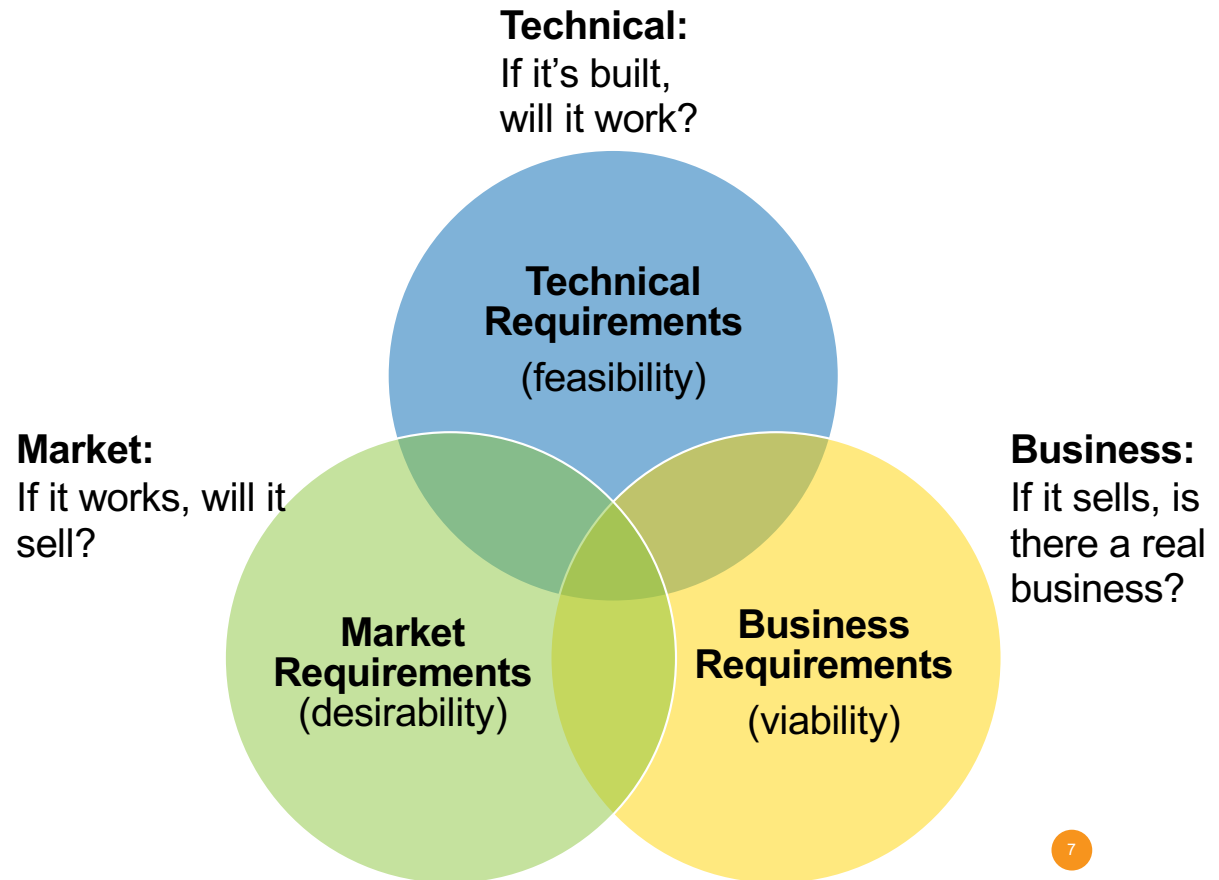 Technical:
If it’s built,
will it work?
Technical
Requirements
(feasibility)
Market:
If it works, will it
sell?
Business:
If it sells, is
there a real
business?
Market
Requirements
(desirability)
Business
Requirements
(viability)
7